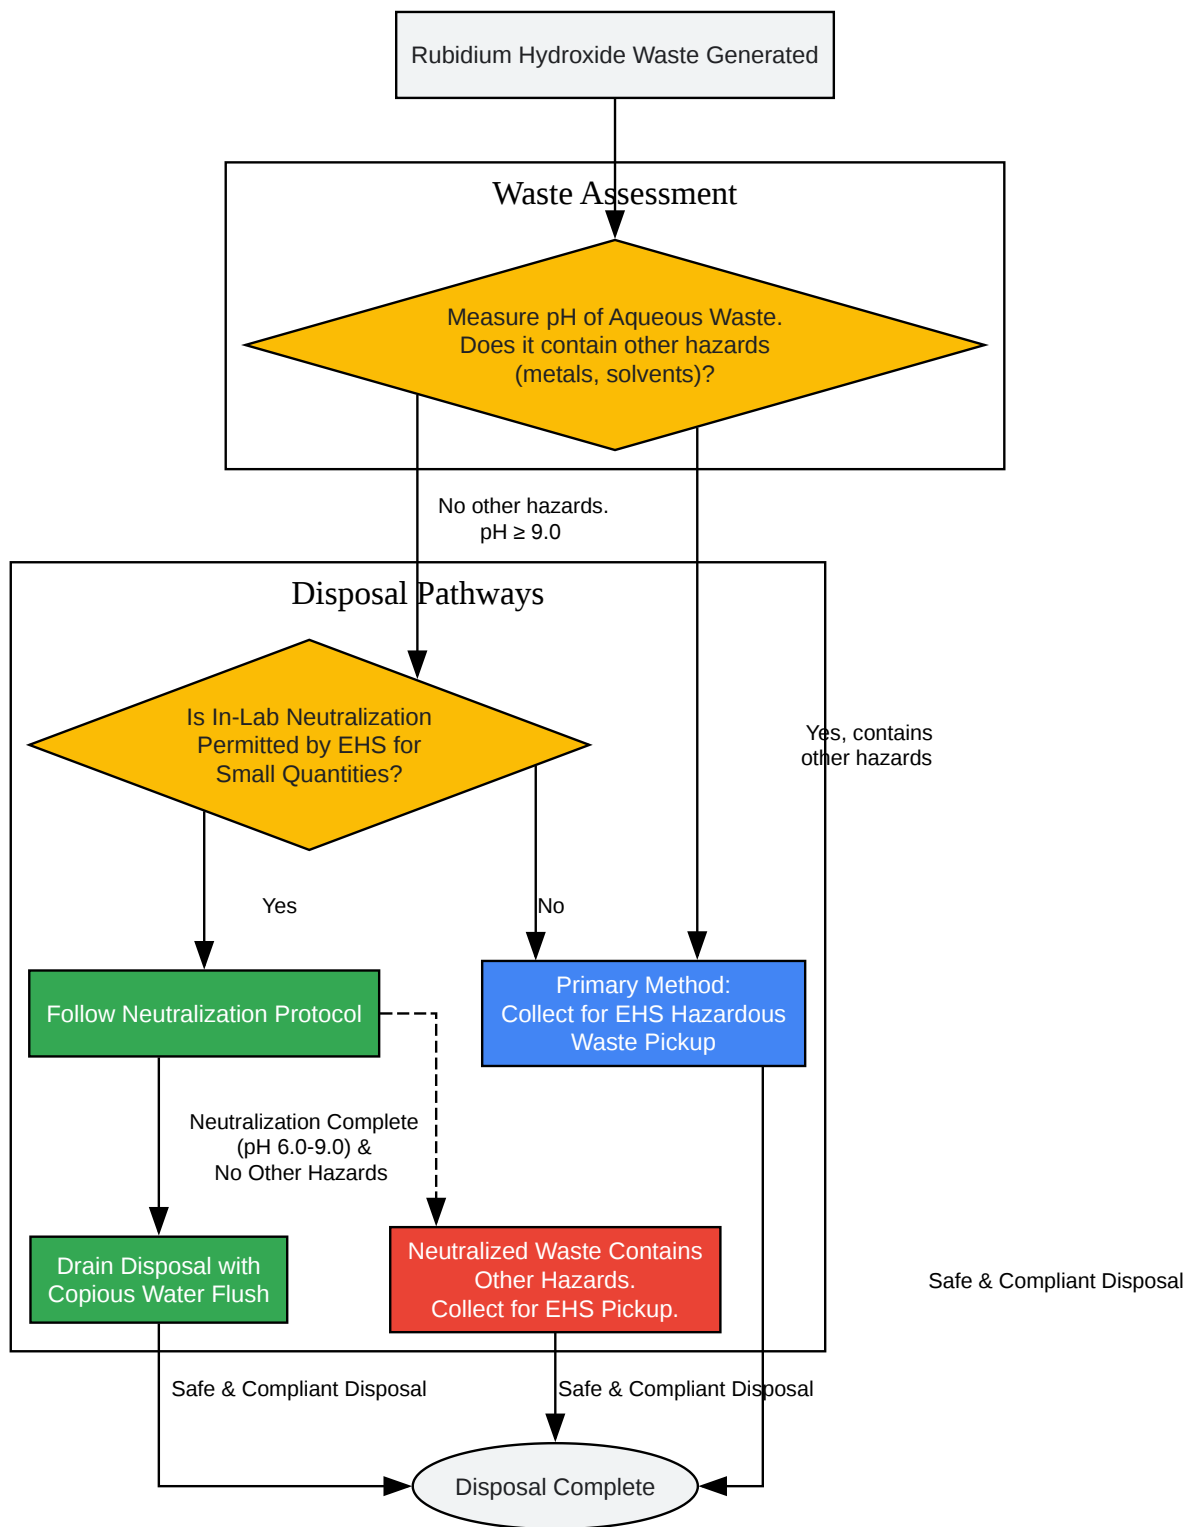 Rubidium Hydroxide Waste Generated
Waste Assessment
Measure pH of Aqueous Waste.
Does it contain other hazards
(metals, solvents)?
No other hazards.
pH ≥ 9.0
Disposal Pathways
Is In-Lab Neutralization
Permitted by EHS for
Small Quantities?
Yes, contains
other hazards
Yes
No
Follow Neutralization Protocol
Primary Method:
Collect for EHS Hazardous
Waste Pickup
Neutralization Complete
(pH 6.0-9.0) &
No Other Hazards
Drain Disposal with
Copious Water Flush
Neutralized Waste Contains
Other Hazards.
Collect for EHS Pickup.
Safe & Compliant Disposal
Safe & Compliant Disposal
Safe & Compliant Disposal
Disposal Complete